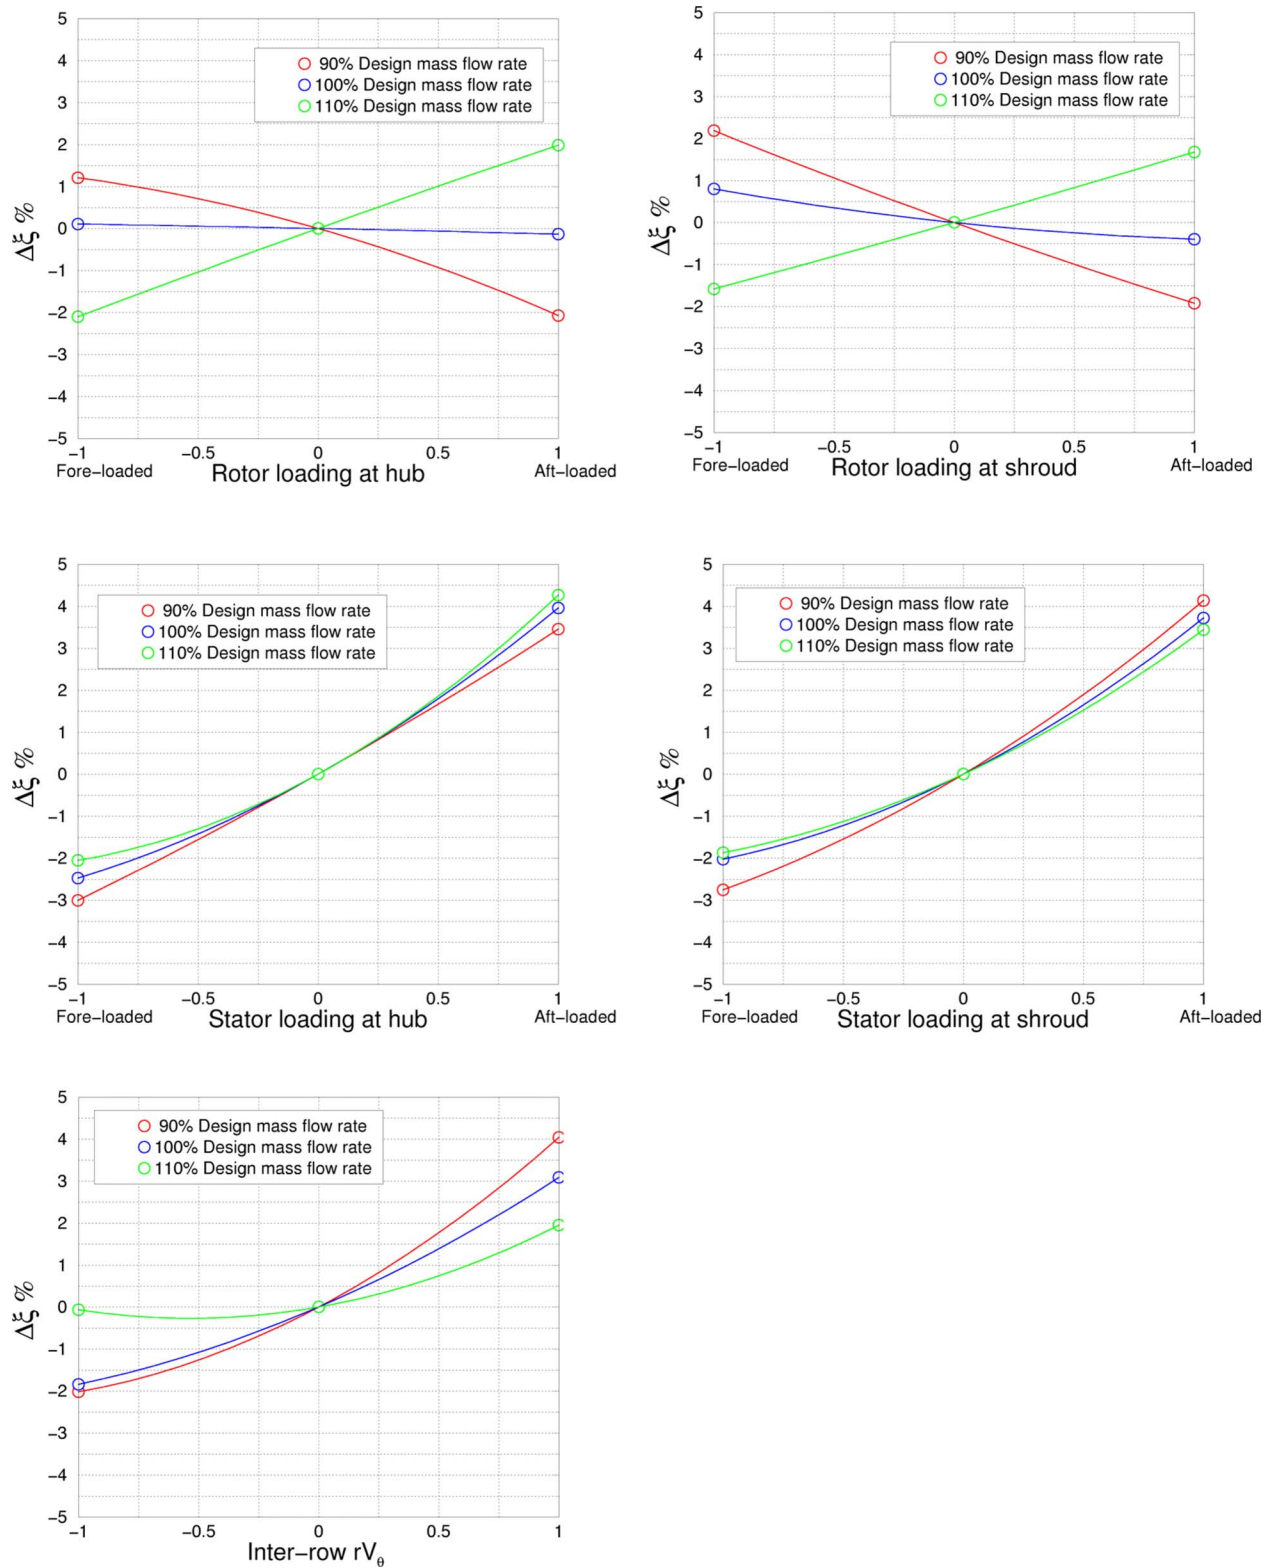 5
4
3
2
1
0
−1
−2
−3
−4
−5
Δξ %
90% Design mass flow rate
100% Design mass flow rate
110% Design mass flow rate
−1 −0.5 0 0.5 1
Fore−loaded Rotor loading at hub Aft−loaded
5
4
3
2
1
0
−1
−2
−3
−4
−5
Δξ %
90% Design mass flow rate
100% Design mass flow rate
110% Design mass flow rate
−1 −0.5 0 0.5 1
Fore−loaded Rotor loading at shroud Aft−loaded
5
4
3
2
1
0
−1
−2
−3
−4
−5
Δξ %
90% Design mass flow rate
100% Design mass flow rate
110% Design mass flow rate
−1 −0.5 0 0.5 1
Fore−loaded Stator loading at hub Aft−loaded
5
4
3
2
1
0
−1
−2
−3
−4
−5
Δξ %
90% Design mass flow rate
100% Design mass flow rate
110% Design mass flow rate
−1 −0.5 0 0.5 1
Fore−loaded Stator loading at shroud Aft−loaded
5
4
3
2
1
0
−1
−2
−3
−4
−5
Δξ %
90% Design mass flow rate
100% Design mass flow rate
110% Design mass flow rate
−1 −0.5 0 0.5 1
Inter−row rV_θ